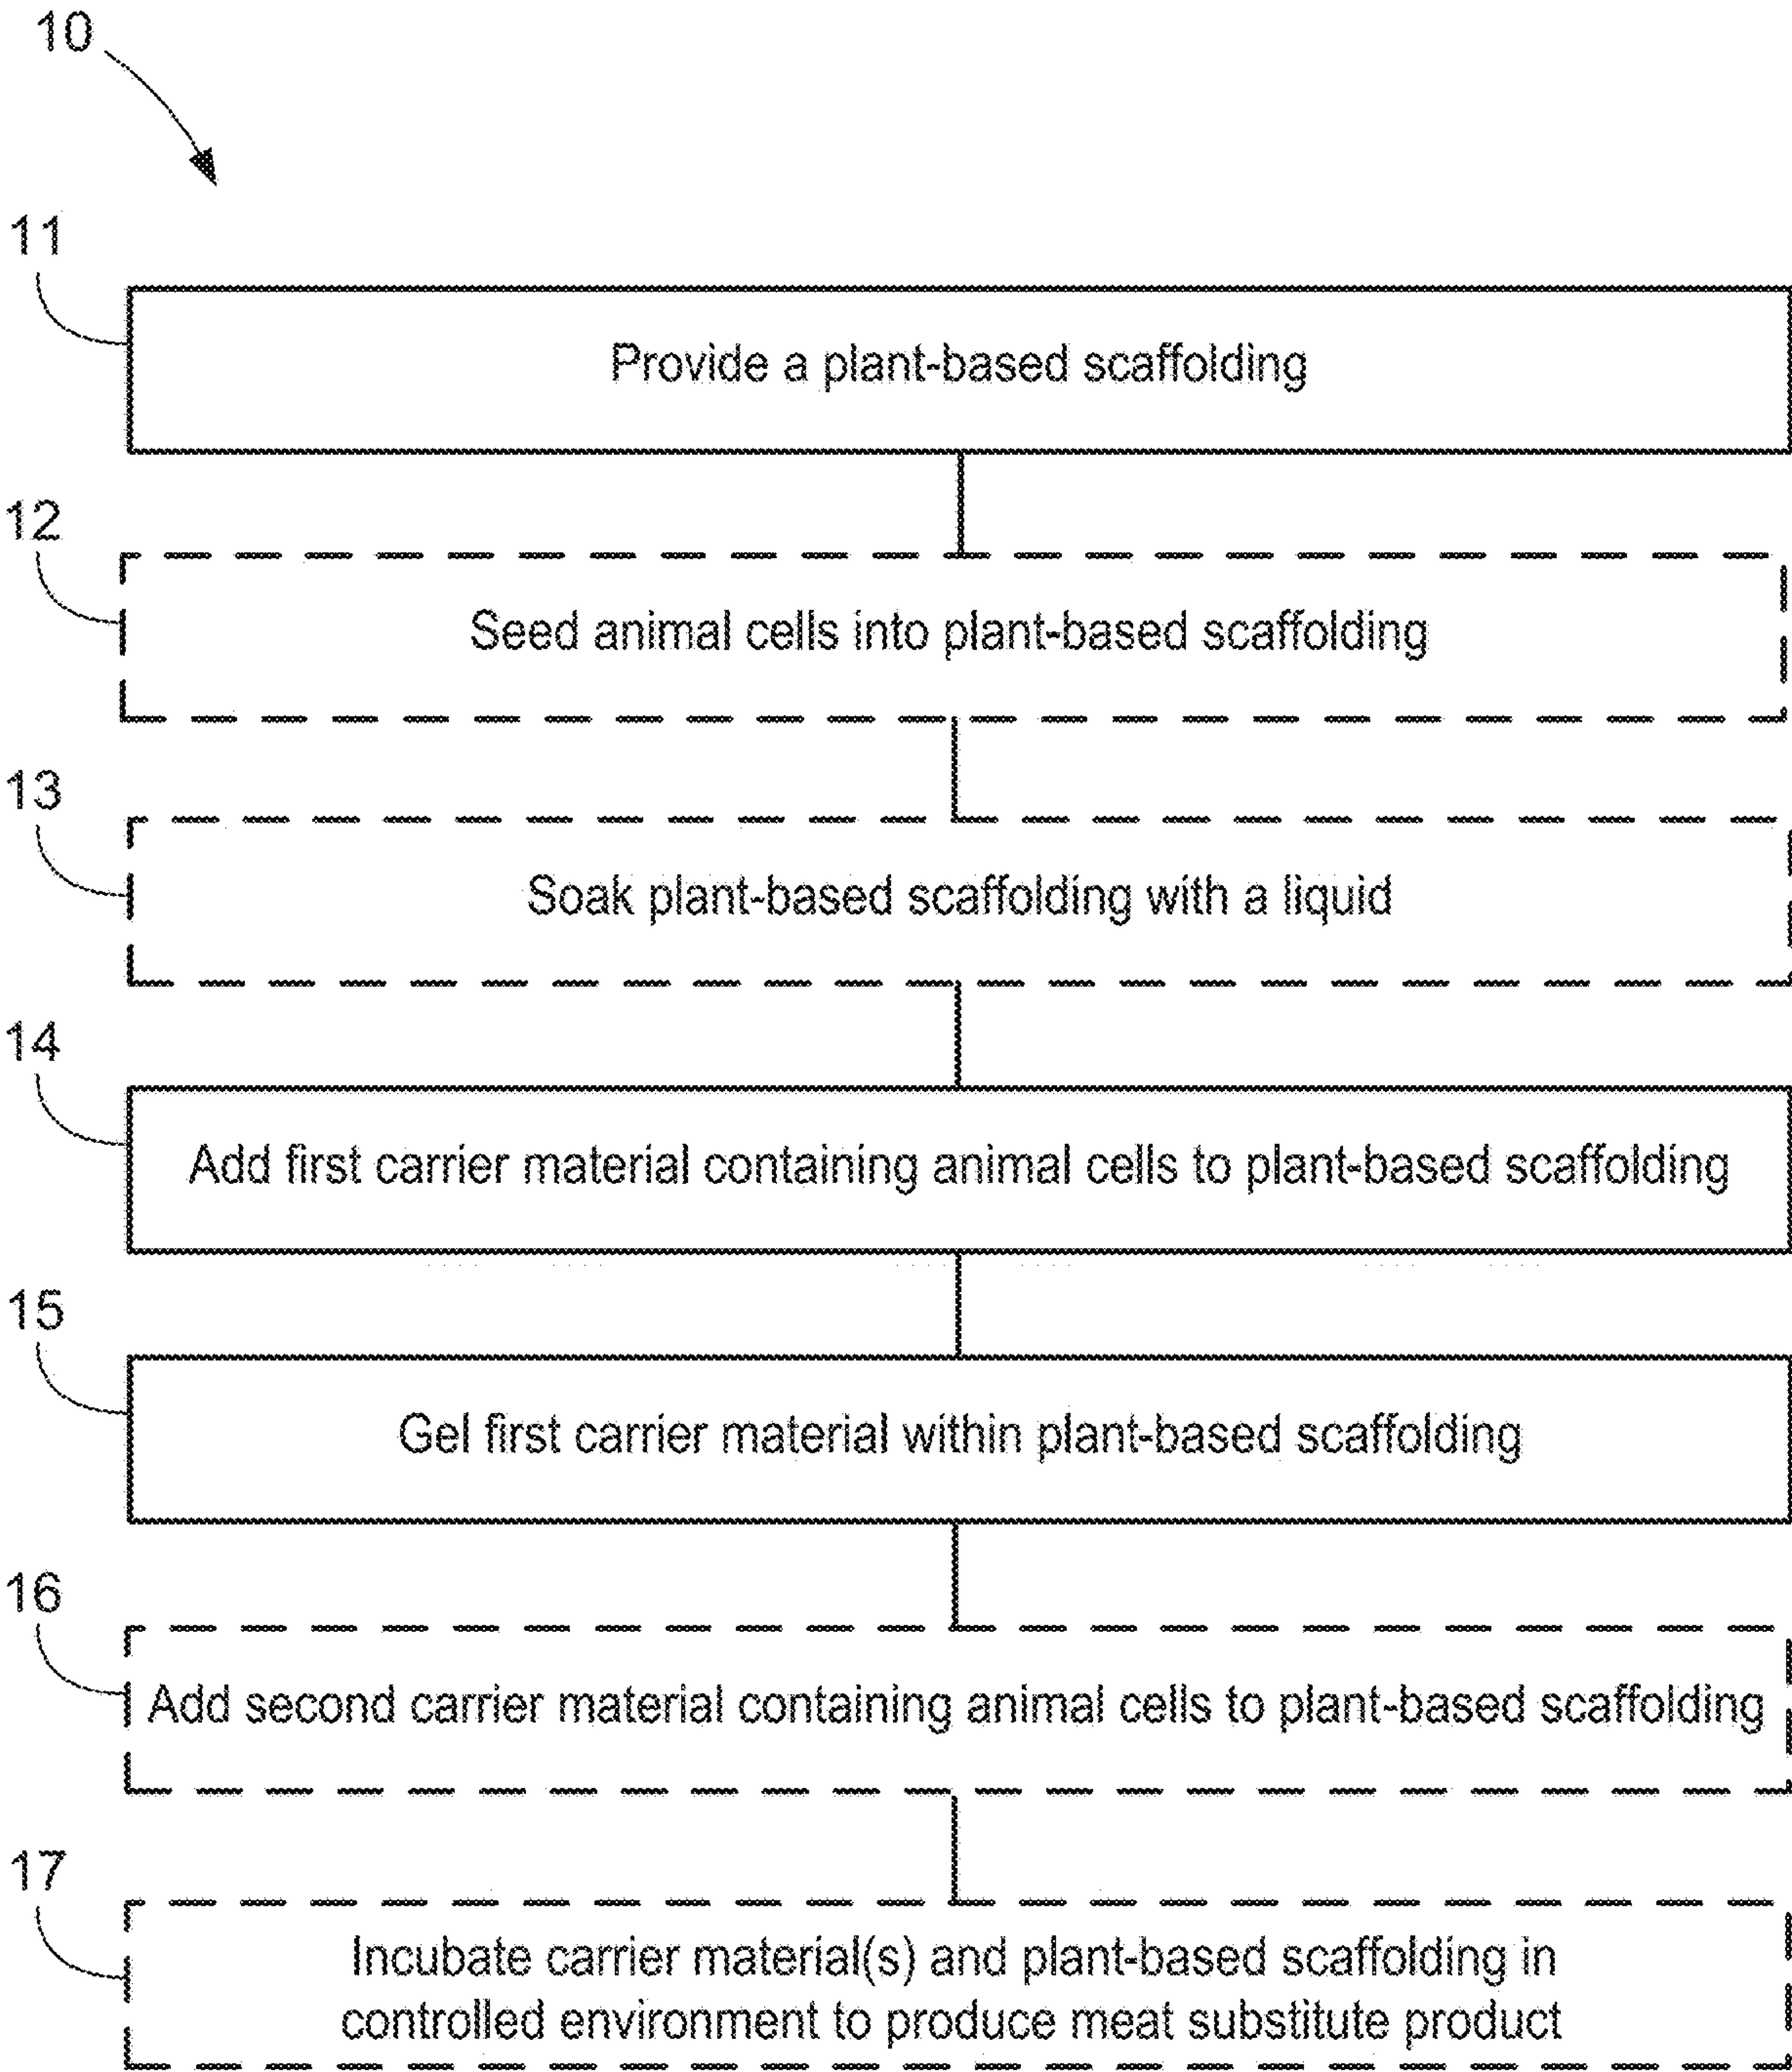 10
11
Provide a plant-based scaffolding
12
Seed animal cells into plant-based scaffolding
13
Soak plant-based scaffolding with a liquid
14
Add first carrier material containing animal cells to plant-based scaffolding
15
Gel first carrier material within plant-based scaffolding
16
Add second carrier material containing animal cells to plant-based scaffolding
17
Incubate carrier material(s) and plant-based scaffolding in
controlled environment to produce meat substitute product